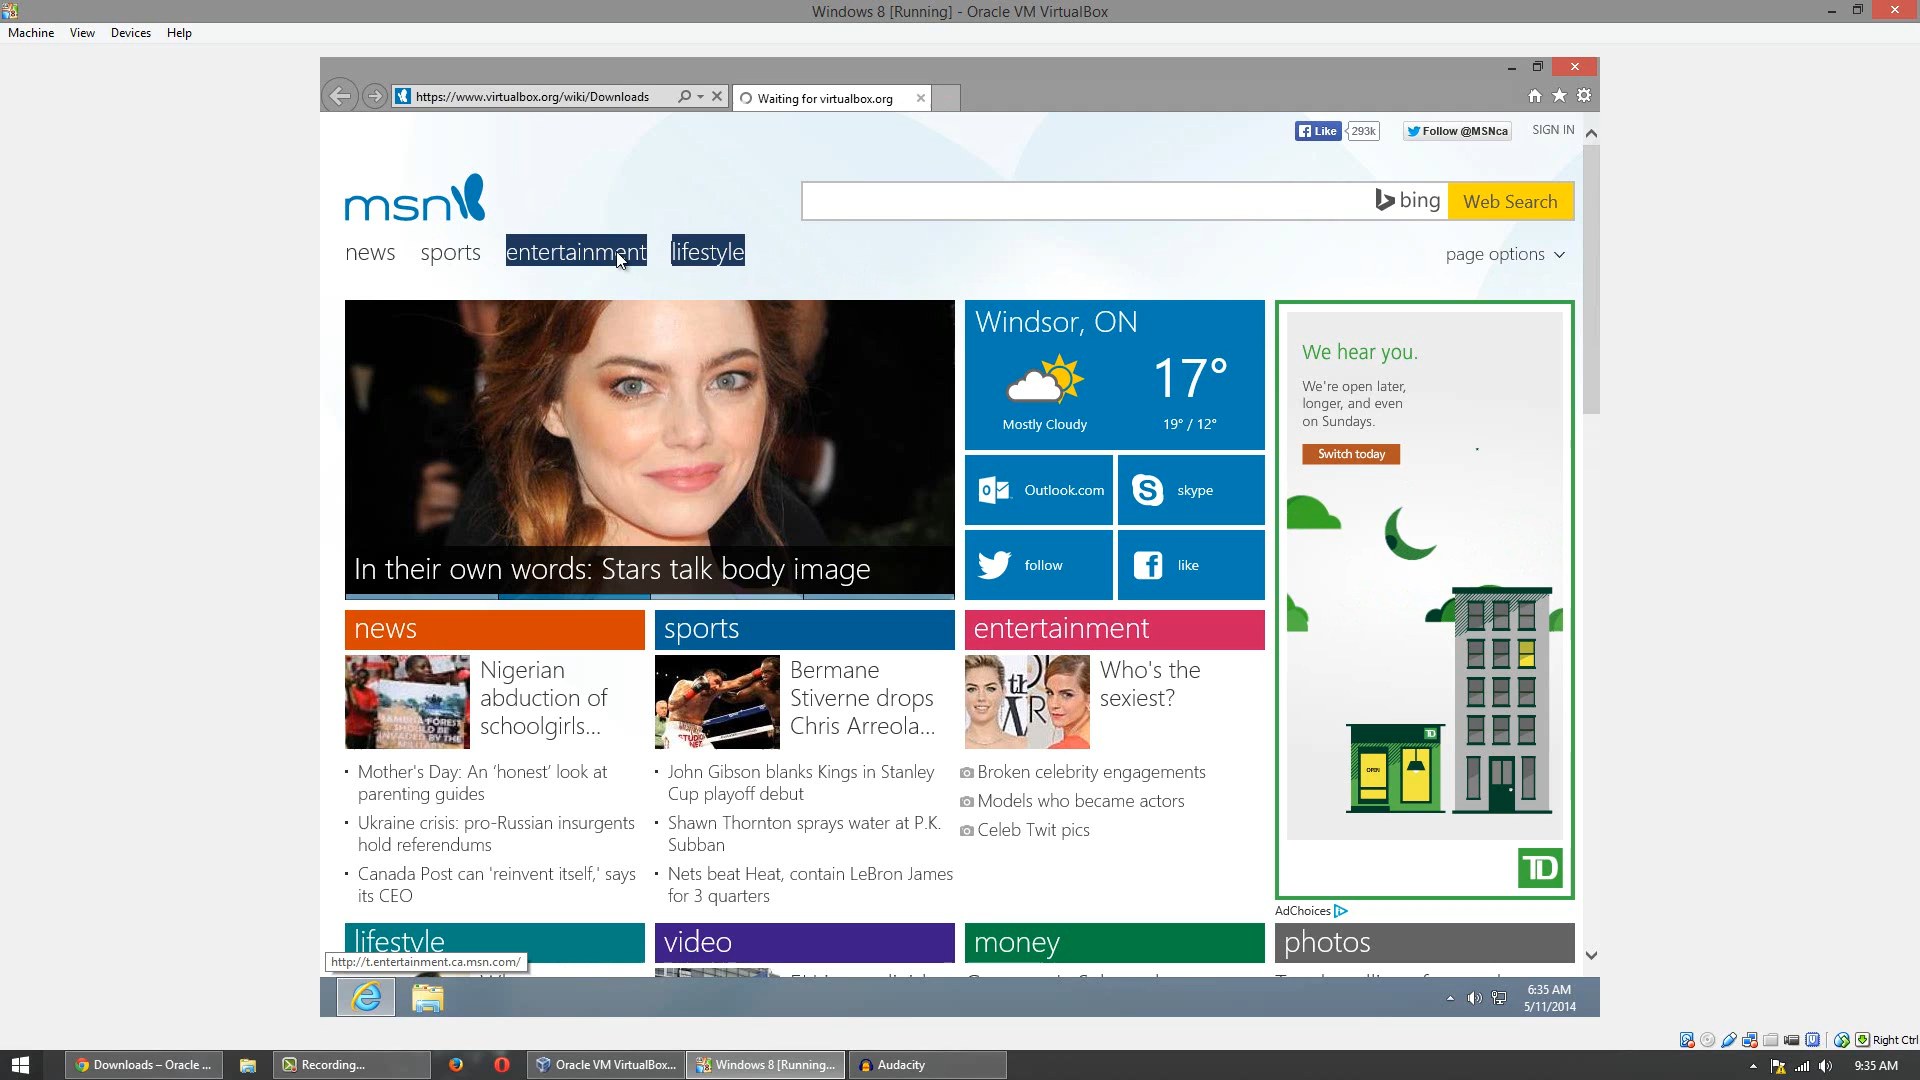 Windows 8 [Running] - Oracle VM VirtualBox
Machine View Devices Help
https://www.virtualbox.org/wiki/Downloads
Waiting for virtualbox.org
Like 293k Follow @MSNca SIGN IN
msn
bing Web Search
news sports entertainment lifestyle page options
In their own words: Stars talk body image
Windsor, ON
17°
Mostly Cloudy 19° / 12°
Outlook.com skype
follow like
We hear you.
We're open later,
longer, and even
on Sundays.
Switch today
OPEN
TD
TD
AdChoices
news
Nigerian
abduction of
schoolgirls...
· Mother's Day: An ‘honest’ look at
parenting guides
· Ukraine crisis: pro-Russian insurgents
hold referendums
· Canada Post can 'reinvent itself,' says
its CEO
sports
Bermane
Stiverne drops
Chris Arreola...
· John Gibson blanks Kings in Stanley
Cup playoff debut
· Shawn Thornton sprays water at P.K.
Subban
· Nets beat Heat, contain LeBron James
for 3 quarters
entertainment
Who's the
sexiest?
Broken celebrity engagements
Models who became actors
Celeb Twit pics
lifestyle video money photos
http://t.entertainment.ca.msn.com/
6:35 AM
5/11/2014
Right Ctrl
Downloads – Oracle ... Recording... Oracle VM VirtualBox... Windows 8 [Running... Audacity 9:35 AM